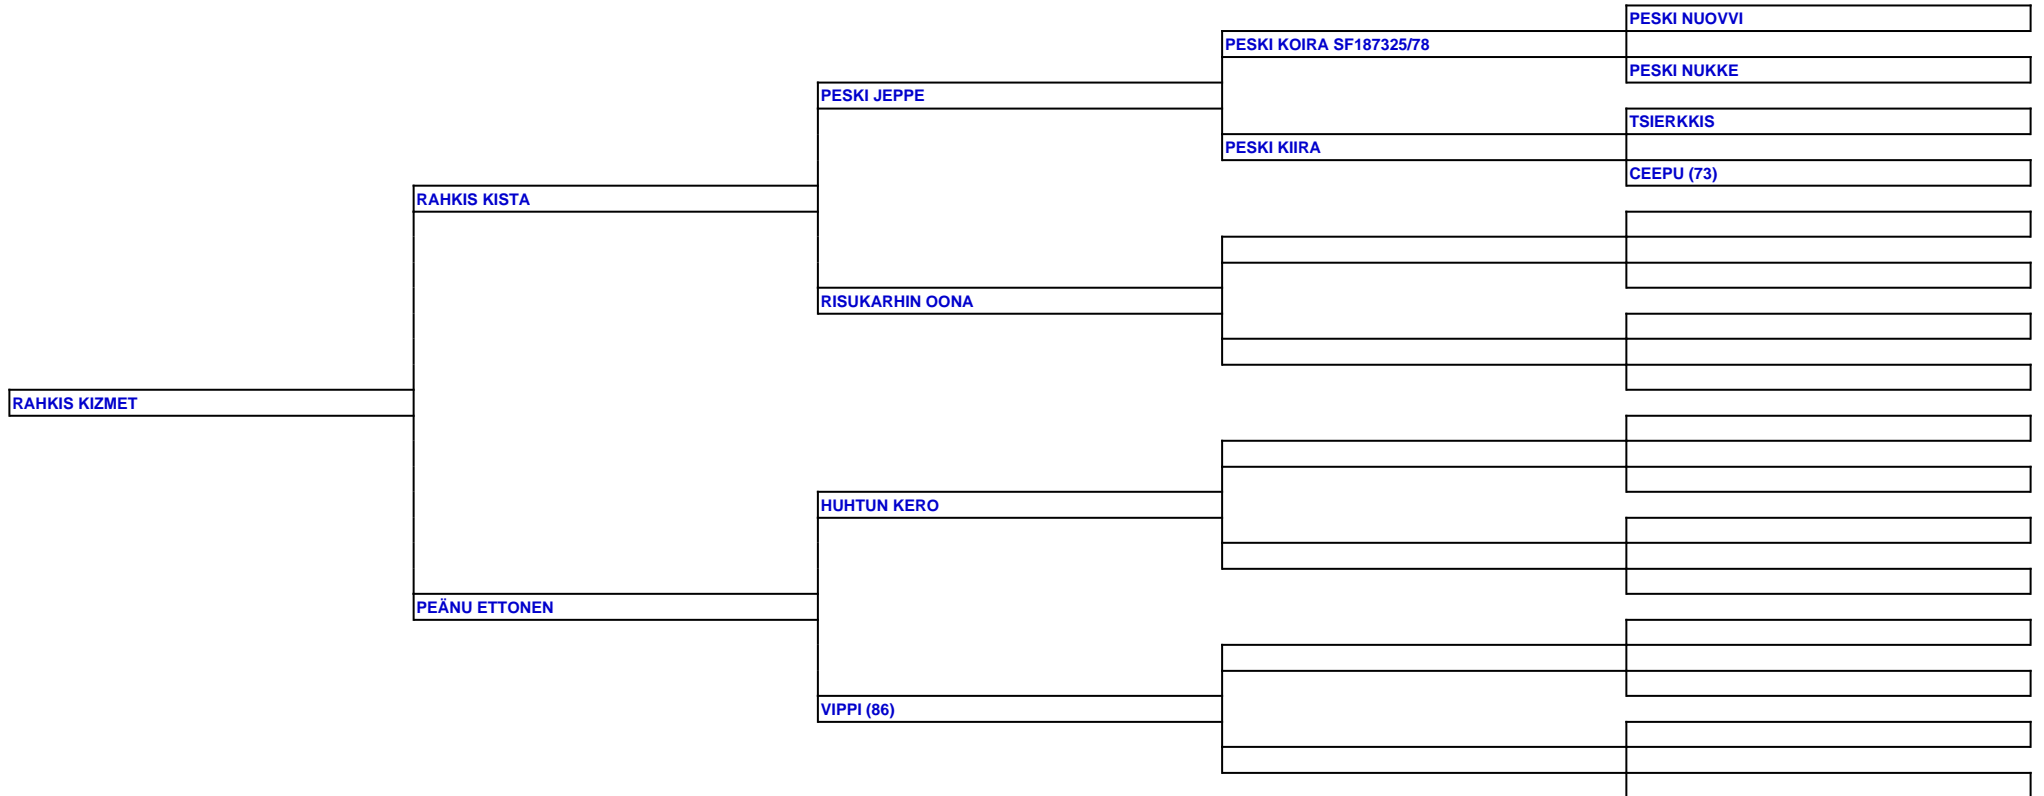 PESKI NUOVVI
PESKI KOIRA SF187325/78
PESKI NUKKE
PESKI JEPPE
TSIERKKIS
PESKI KIIRA
CEEPU (73)
RAHKIS KISTA
RISUKARHIN OONA
RAHKIS KIZMET
HUHTUN KERO
PEÄNU ETTONEN
VIPPI (86)